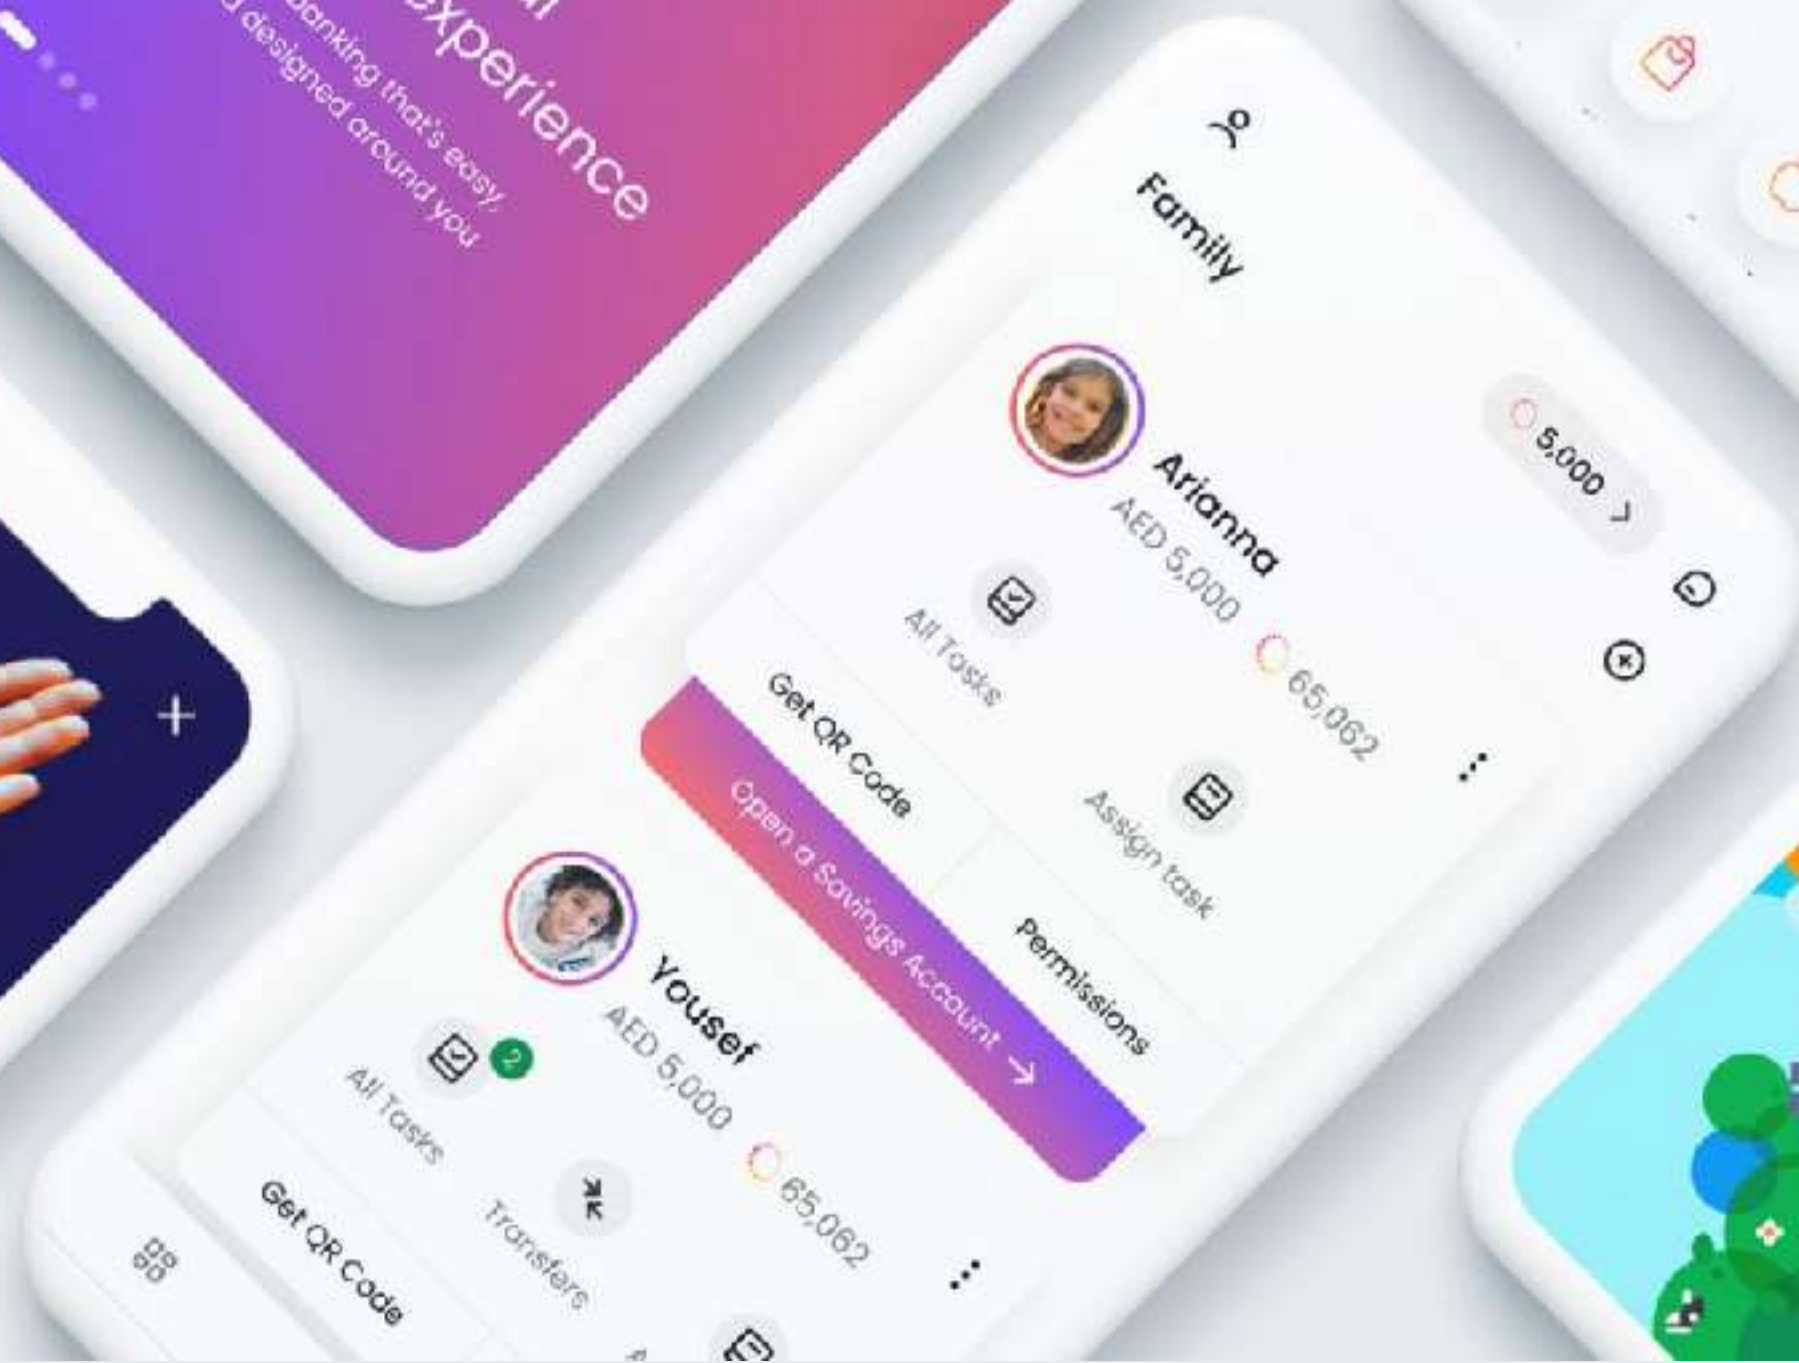 experience
banking that's easy,
designed around you
Family
5,000
Arianna
AED 5,000
65,062
All Tasks
Assign task
Get QR Code
Permissions
Open a Savings Account →
Yousef
AED 5,000
65,062
2
All Tasks
Transfers
Get QR Code